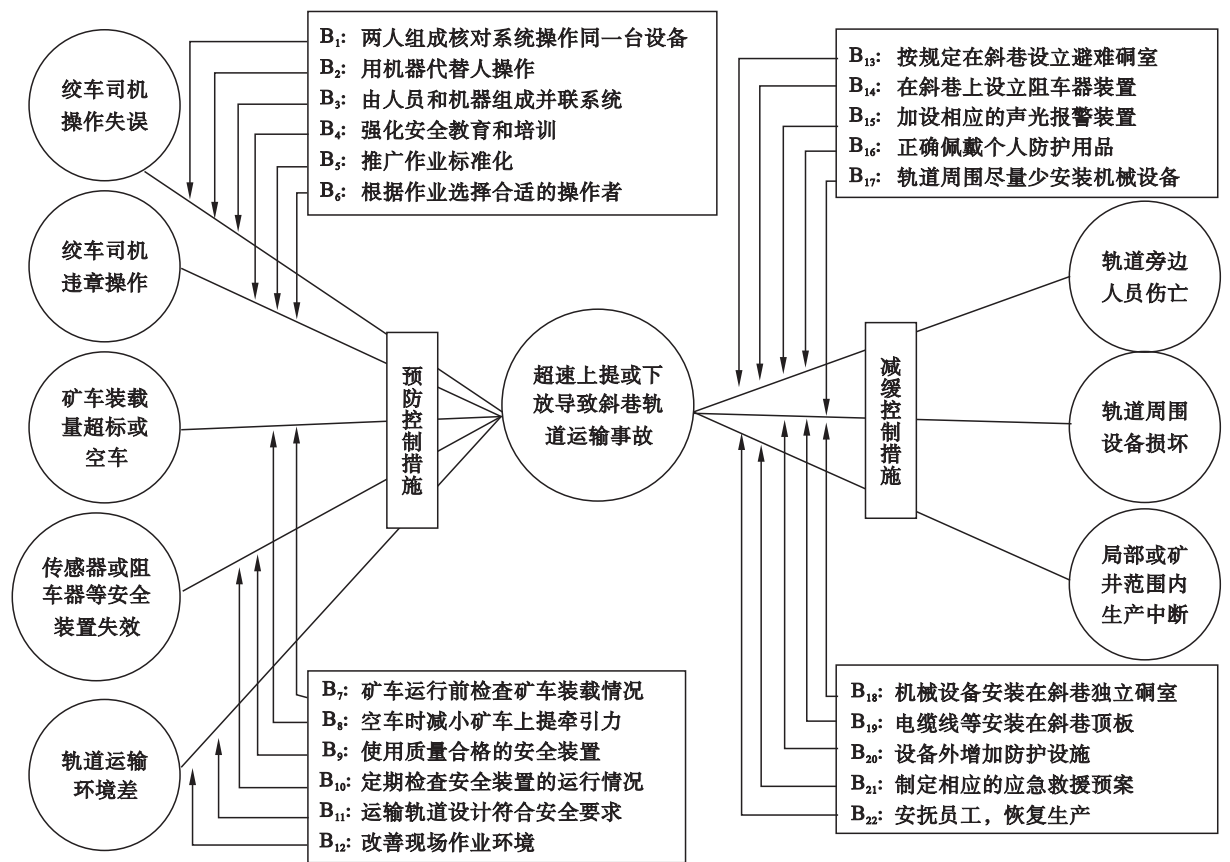 绞车司机
操作失误
绞车司机
违章操作
矿车装载
量超标或
空车
传感器或阻
车器等安全
装置失效
轨道运输
环境差
B₁：两人组成核对系统操作同一台设备
B₂：用机器代替人操作
B₃：由人员和机器组成并联系统
B₄：强化安全教育和培训
B₅：推广作业标准化
B₆：根据作业选择合适的操作者
预防控制措施
B₇：矿车运行前检查矿车装载情况
B₈：空车时减小矿车上提牵引力
B₉：使用质量合格的安全装置
B₁₀：定期检查安全装置的运行情况
B₁₁：运输轨道设计符合安全要求
B₁₂：改善现场作业环境
超速上提或下
放导致斜巷轨
道运输事故
B₁₃：按规定在斜巷设立避难硐室
B₁₄：在斜巷上设立阻车器装置
B₁₅：加设相应的声光报警装置
B₁₆：正确佩戴个人防护用品
B₁₇：轨道周围尽量少安装机械设备
减缓控制措施
B₁₈：机械设备安装在斜巷独立硐室
B₁₉：电缆线等安装在斜巷顶板
B₂₀：设备外增加防护设施
B₂₁：制定相应的应急救援预案
B₂₂：安抚员工，恢复生产
轨道旁边
人员伤亡
轨道周围
设备损坏
局部或矿
井范围内
生产中断